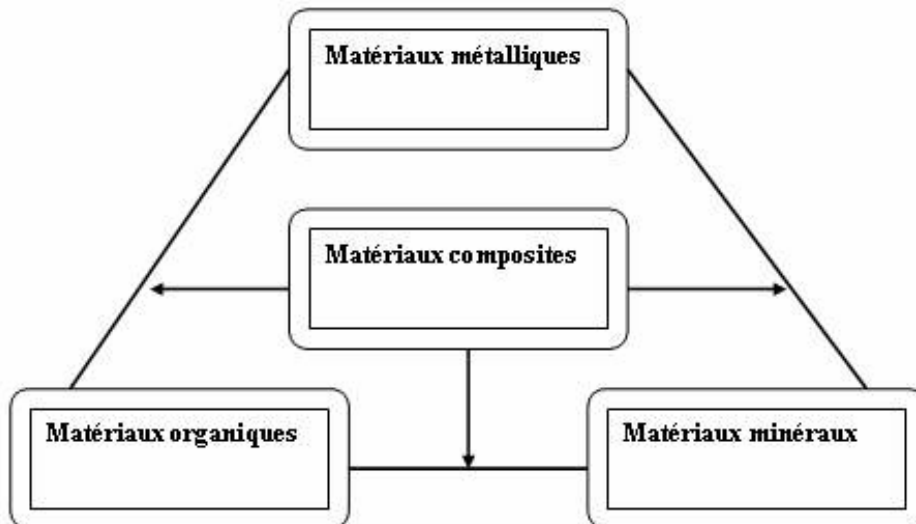 Matériaux métalliques
Matériaux composites
Matériaux organiques
Matériaux minéraux